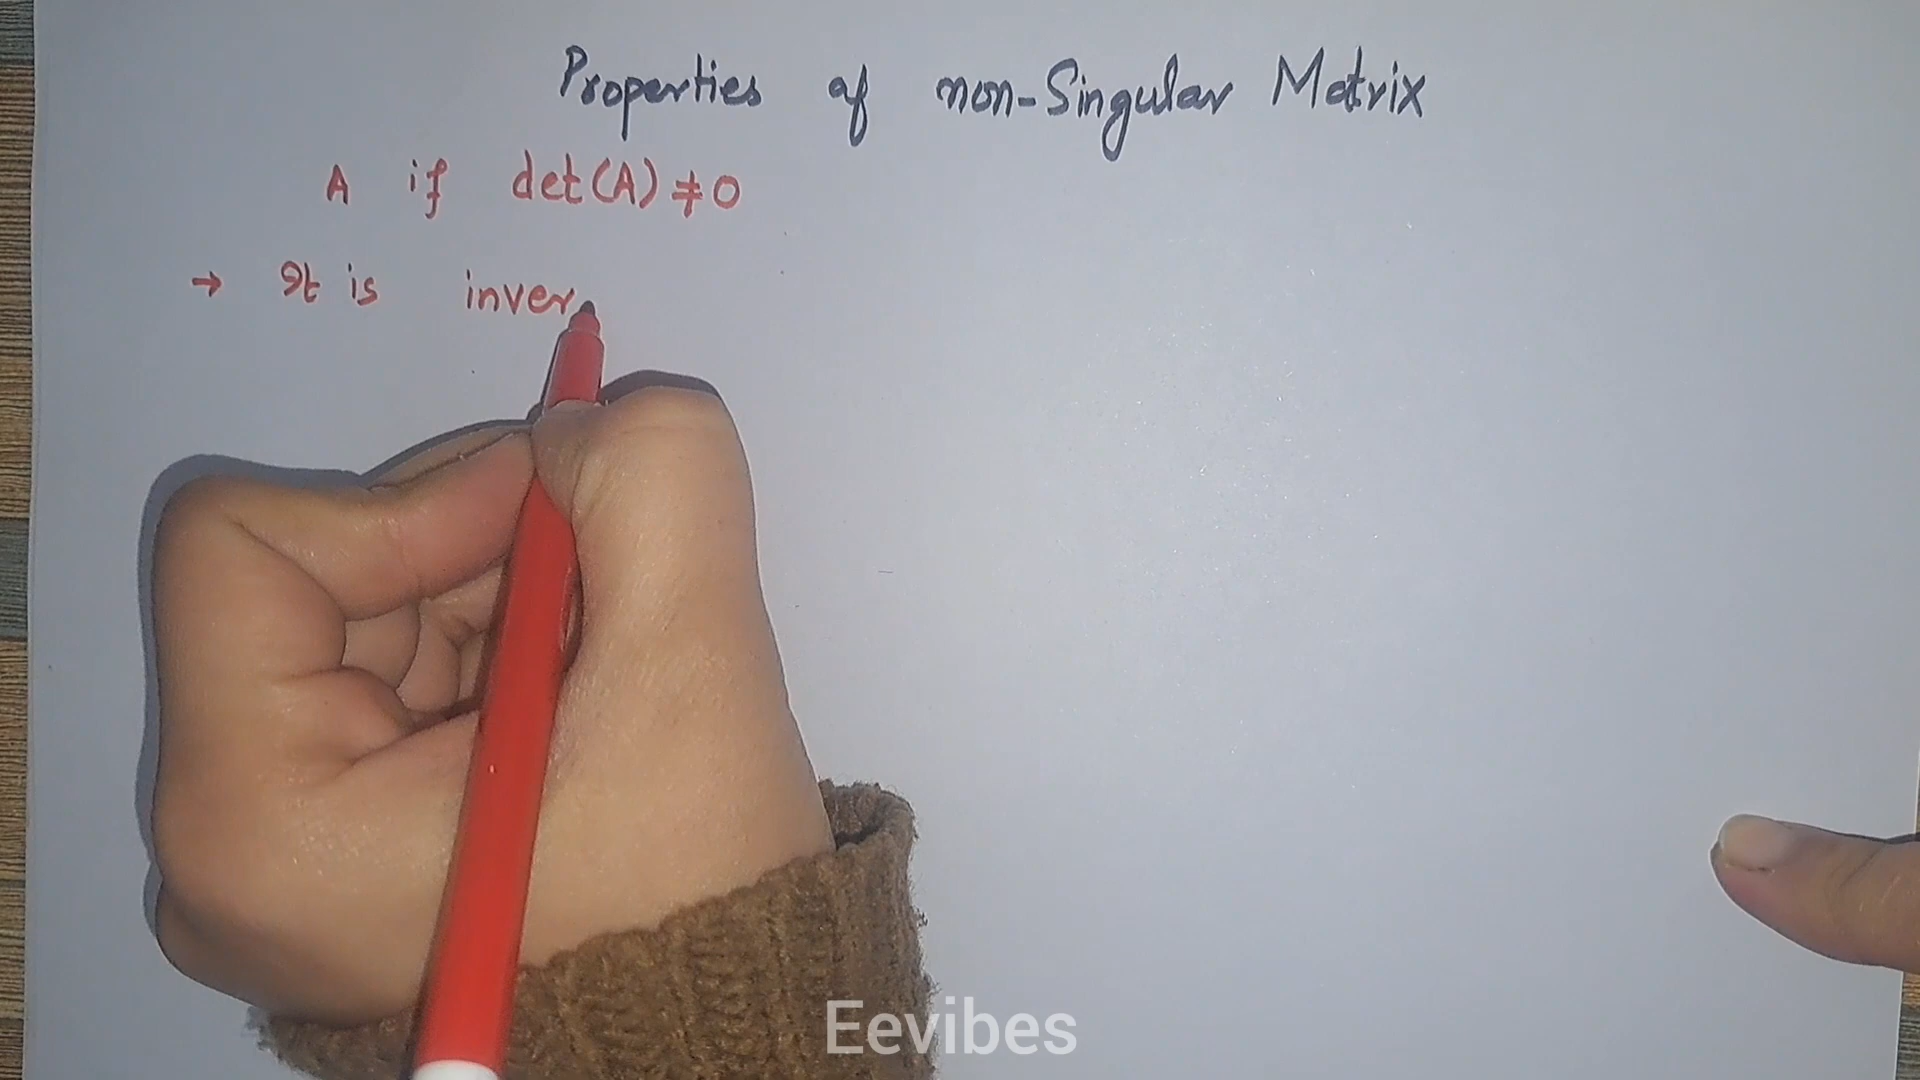 Properties of non-Singular Matrix
A if det(A) ≠ 0
→ It is inver
Eevibes